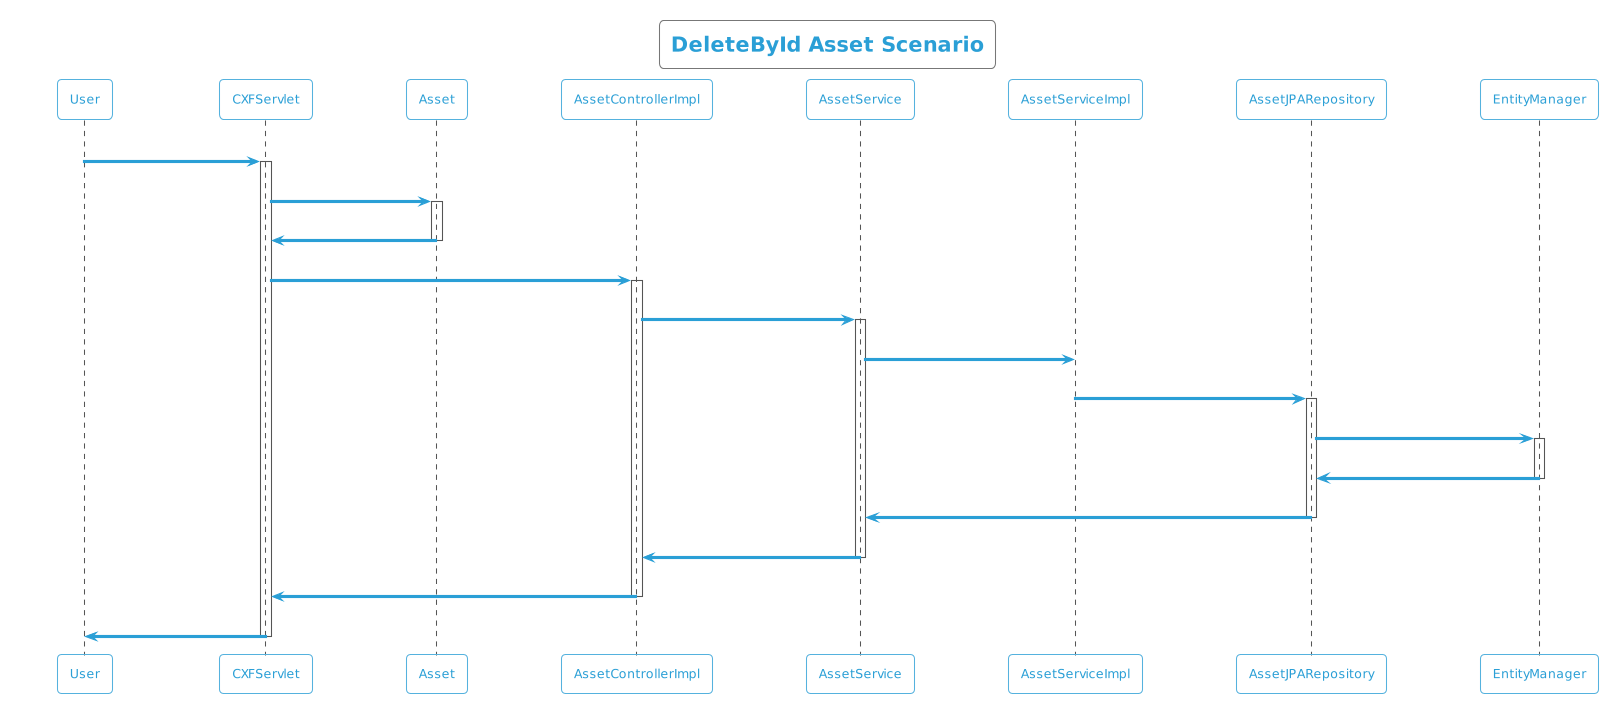 DeleteById Asset Scenario
User
CXFServlet
Asset
AssetControllerImpl
AssetService
AssetServiceImpl
AssetJPARepository
EntityManager
User
CXFServlet
Asset
AssetControllerImpl
AssetService
AssetServiceImpl
AssetJPARepository
EntityManager